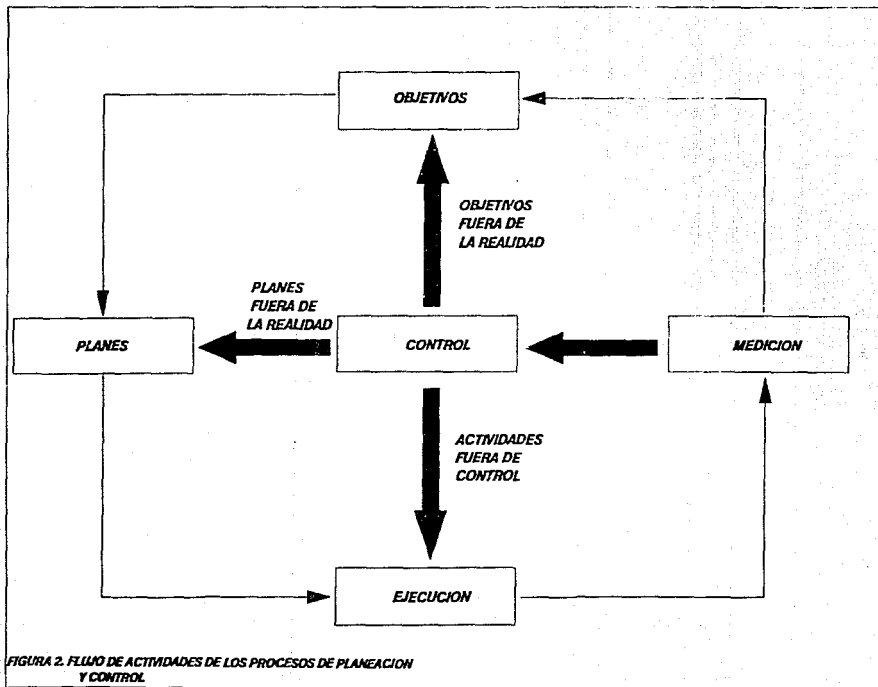 OBJETIVOS
OBJETIVOS
FUERA DE
LA REALIDAD
PLANES
FUERA DE
LA REALIDAD
PLANES
CONTROL
MEDICION
ACTIVIDADES
FUERA DE
CONTROL
EJECUCION
FIGURA 2. FLUJO DE ACTIVIDADES DE LOS PROCESOS DE PLANEACION
Y CONTROL